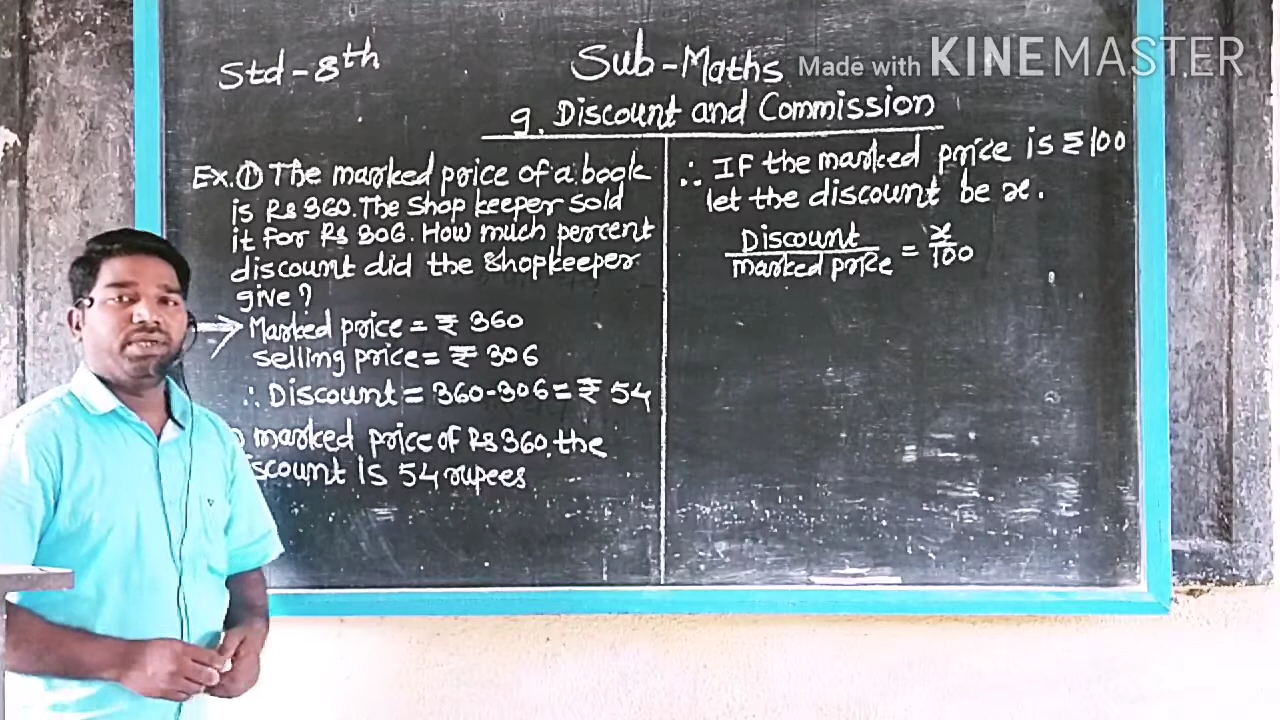 Std-8th
Sub-Maths
Made with KINEMASTER
9. Discount and Commission
Ex.① The marked price of a book
is Rs 360. The shop keeper sold
it for Rs 306. How much percent
discount did the shopkeeper
give?
→ Marked price = ₹ 360
selling price = ₹ 306
∴ Discount = 360-306 = ₹ 54
marked price of Rs 360, the
scount is 54 rupees
∴ IF the marked price is ₹ 100
let the discount be x.
Discount / marked price = x / 100